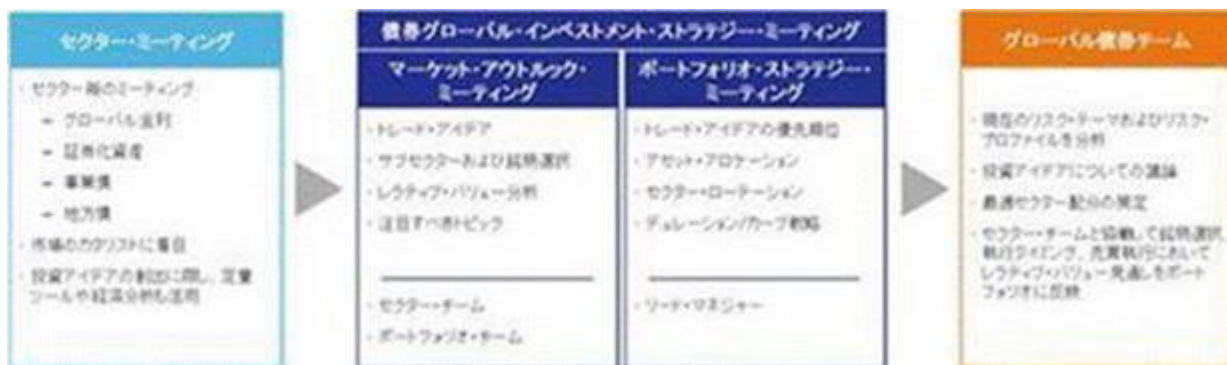 セクター・ミーティング
・セクター毎のミーティング
－ グローバル金利
－ 証券化資産
－ 事業債
－ 地方債
・市場のカタリストに着目
・投資アイデアの創出に際し、定量
ツールや経済分析も活用
債券グローバル・インベストメント・ストラテジー・ミーティング
マーケット・アウトルック・
ミーティング
・トレード・アイデア
・サブセクターおよび銘柄選択
・レラティブ・バリュー分析
・注目すべきトピック
・セクター・チーム
・ポートフォリオ・チーム
ポートフォリオ・ストラテジー・
ミーティング
・トレード・アイデアの優先順位
・アセット・アロケーション
・セクター・ローテーション
・デュレーション/カーブ戦略
・リード・マネジャー
グローバル債券チーム
・現在のリスク・テーマおよびリスク・
プロファイルを分析
・投資アイデアについての議論
・最適セクター配分の策定
・セクター・チームと協働して銘柄選択、
執行タイミング、売買執行において
レラティブ・バリュー見通しをポート
フォリオに反映